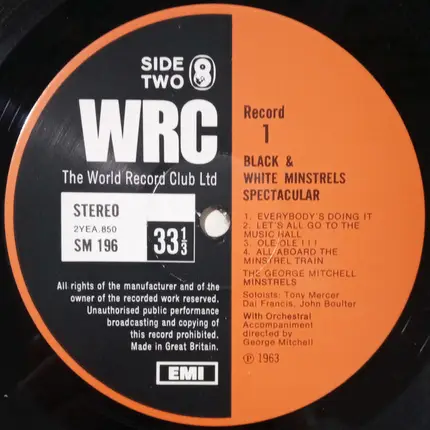 SIDE
TWO
WRC
The World Record Club Ltd
STEREO
2YEA.850
SM 196
33 1/3
All rights of the manufacturer and of the
owner of the recorded work reserved.
Unauthorised public performance
broadcasting and copying of
this record prohibited.
Made in Great Britain.
EMI
Record
1
BLACK &
WHITE MINSTRELS
SPECTACULAR
1. EVERYBODY'S DOING IT
2. LET'S ALL GO TO THE
MUSIC HALL
3. OLE OLE ! ! !
4. ALL ABOARD THE
MINSTREL TRAIN
THE GEORGE MITCHELL
MINSTRELS
Soloists: Tony Mercer
Dai Francis, John Boulter
With Orchestral
Accompaniment
directed by
George Mitchell
℗ 1963